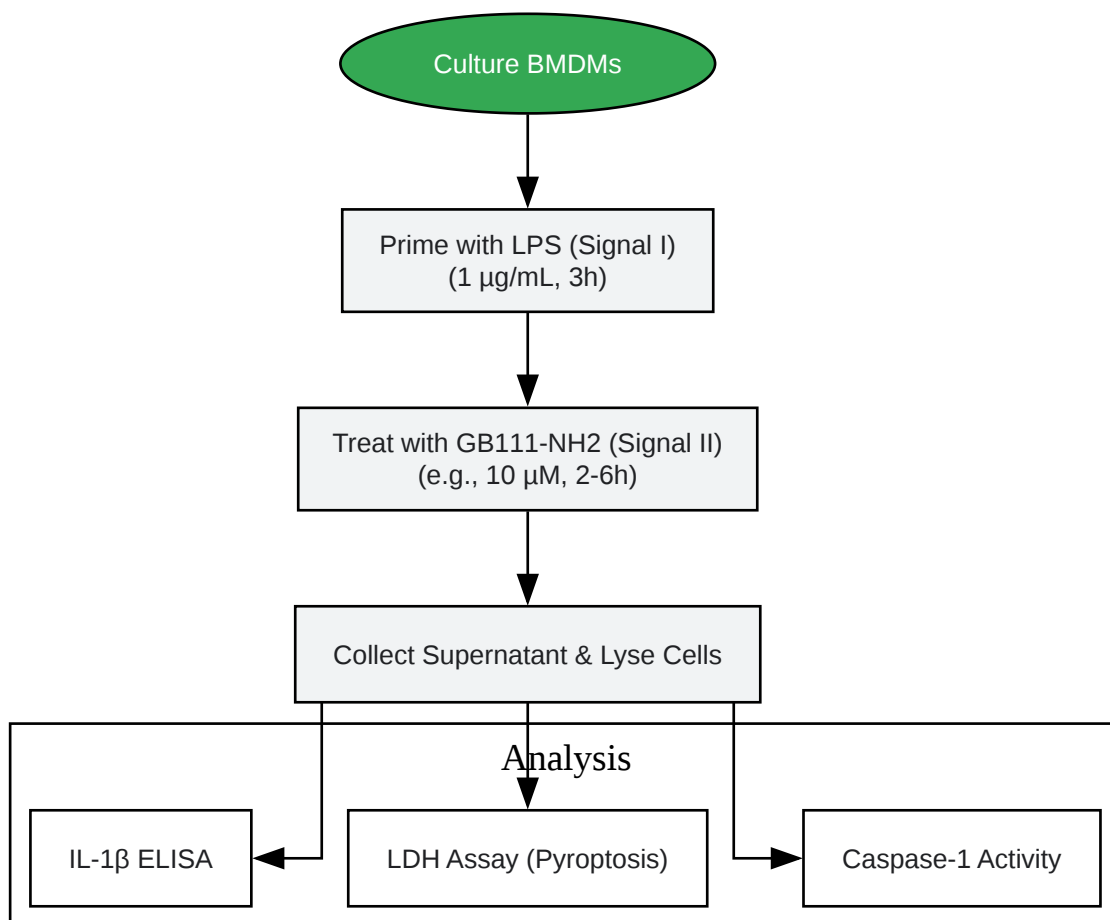 Culture BMDMs
Prime with LPS (Signal I)
(1 µg/mL, 3h)
Treat with GB111-NH2 (Signal II)
(e.g., 10 µM, 2-6h)
Collect Supernatant & Lyse Cells
Analysis
IL-1β ELISA
LDH Assay (Pyroptosis)
Caspase-1 Activity